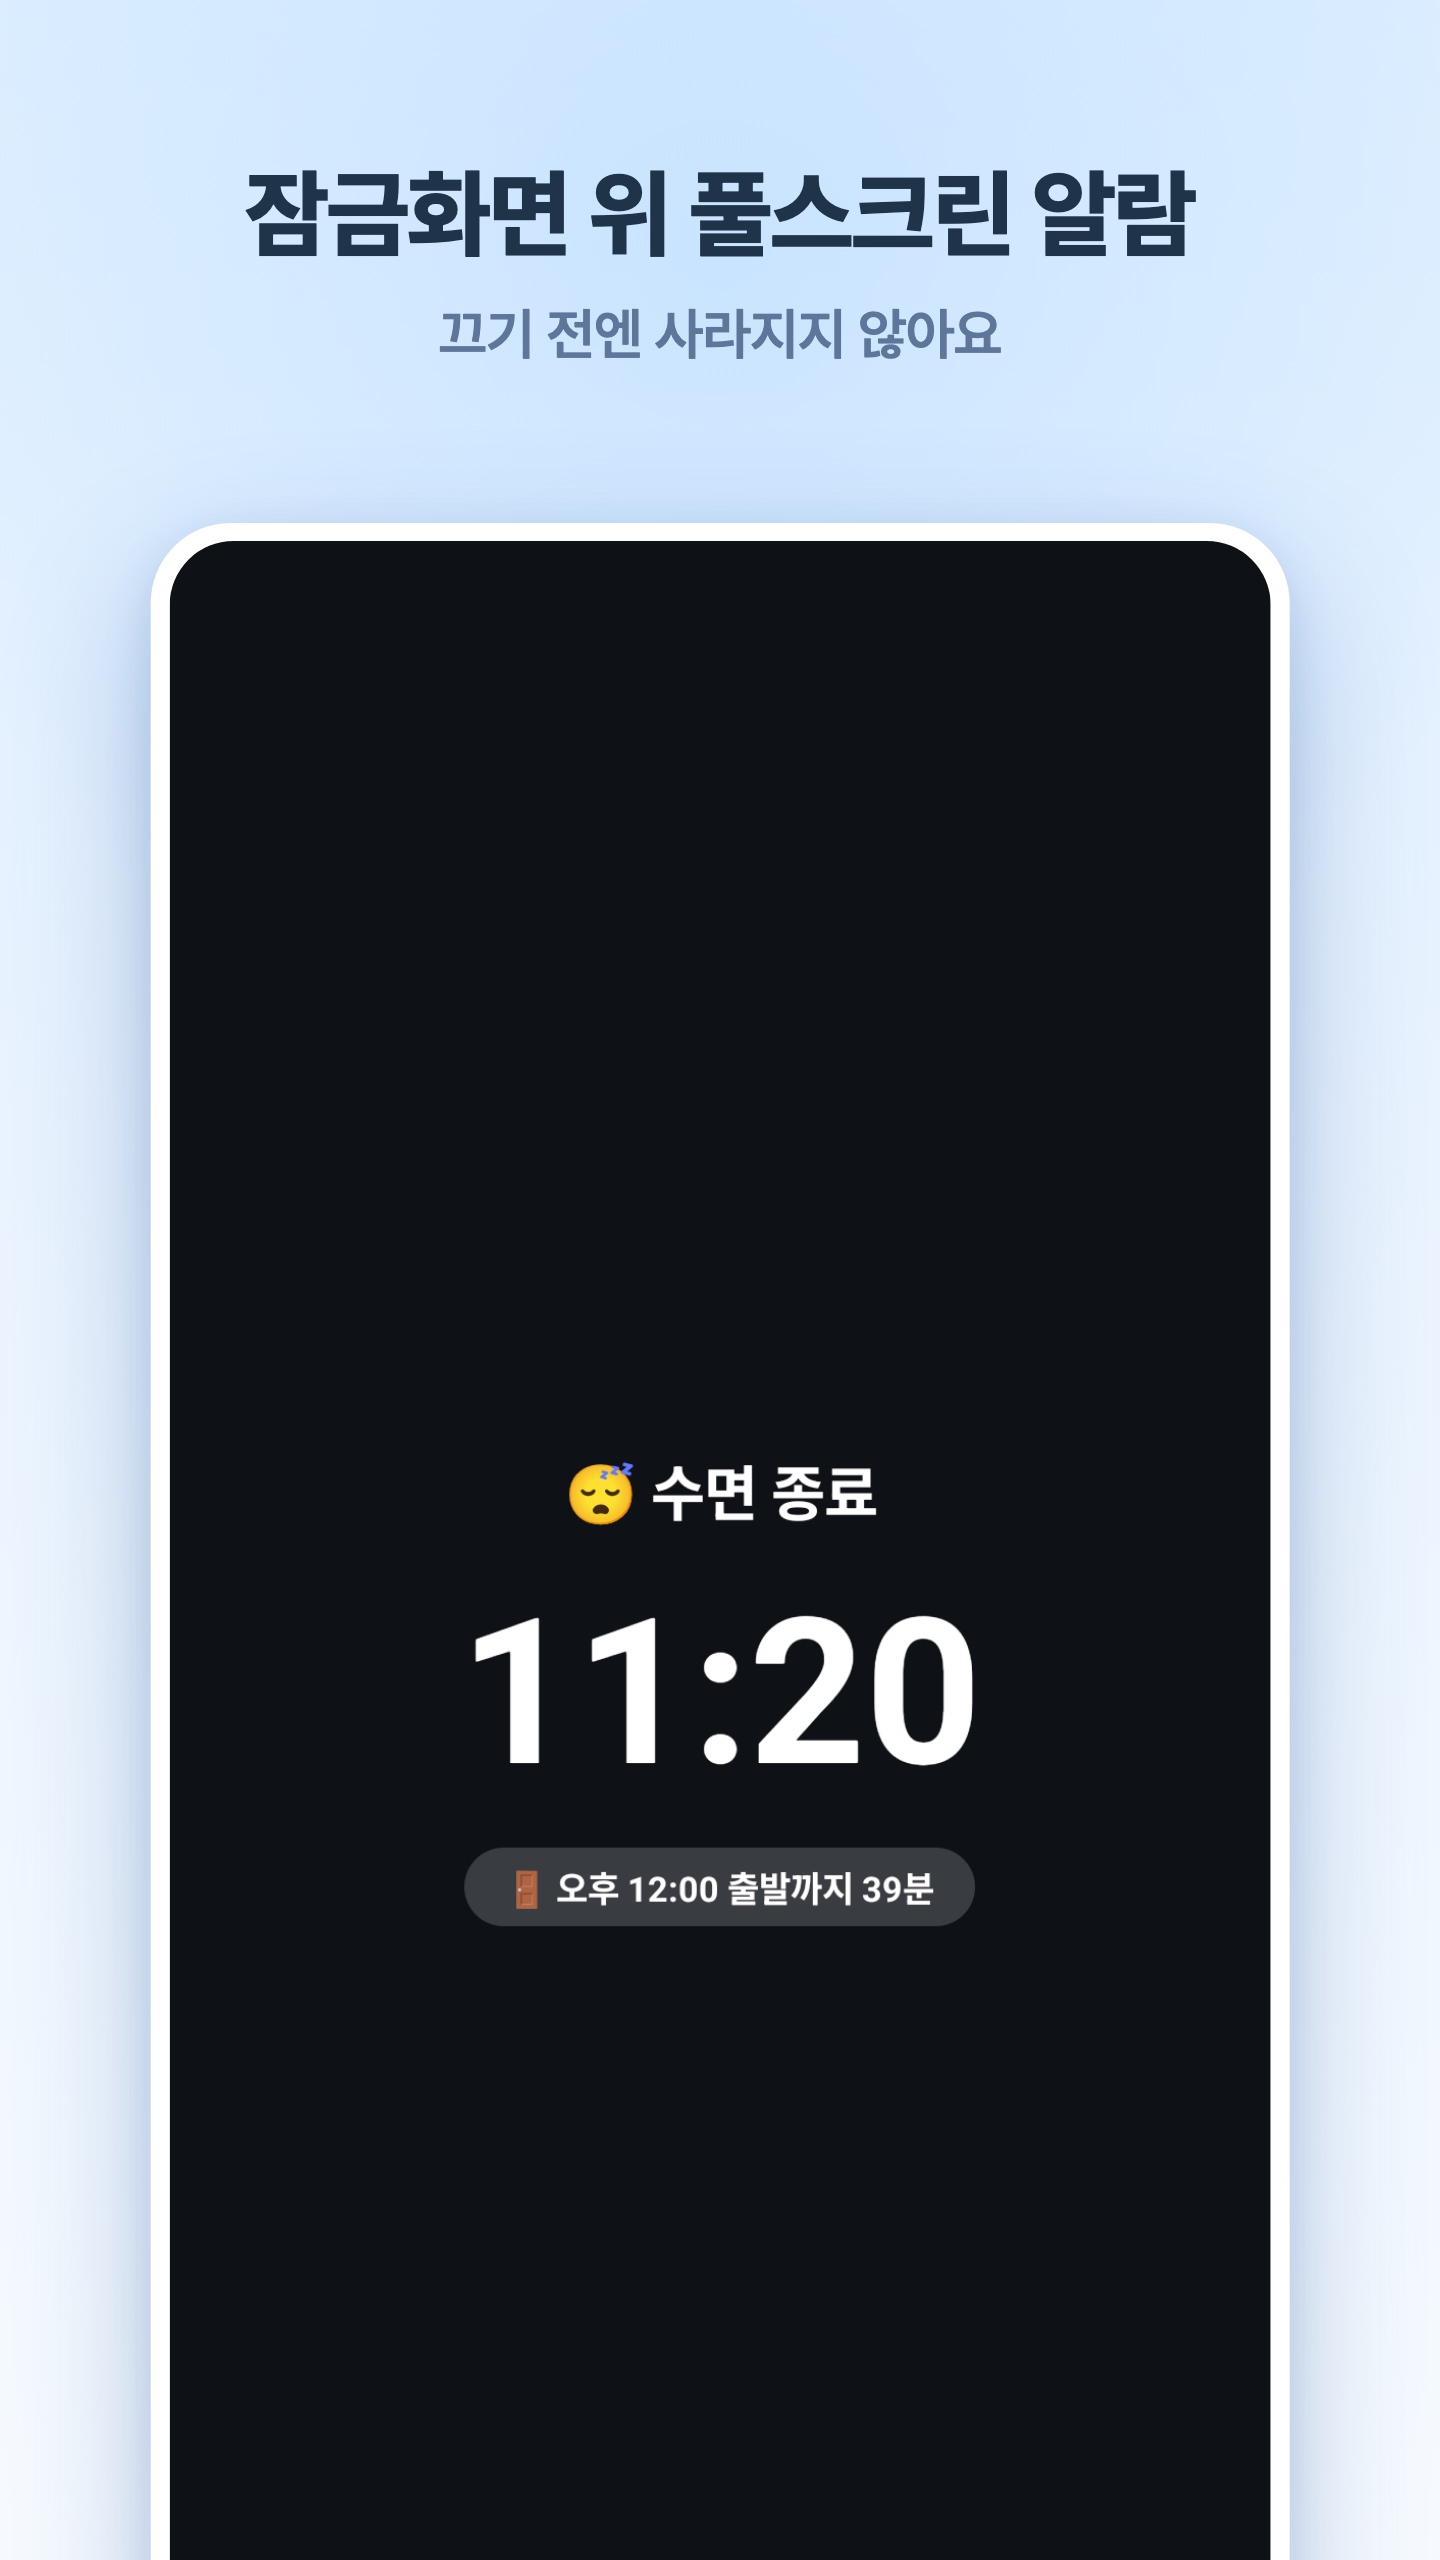 잠금화면 위 풀스크린 알람
끄기 전엔 사라지지 않아요
😴 수면 종료
11:20
🚪 오후 12:00 출발까지 39분